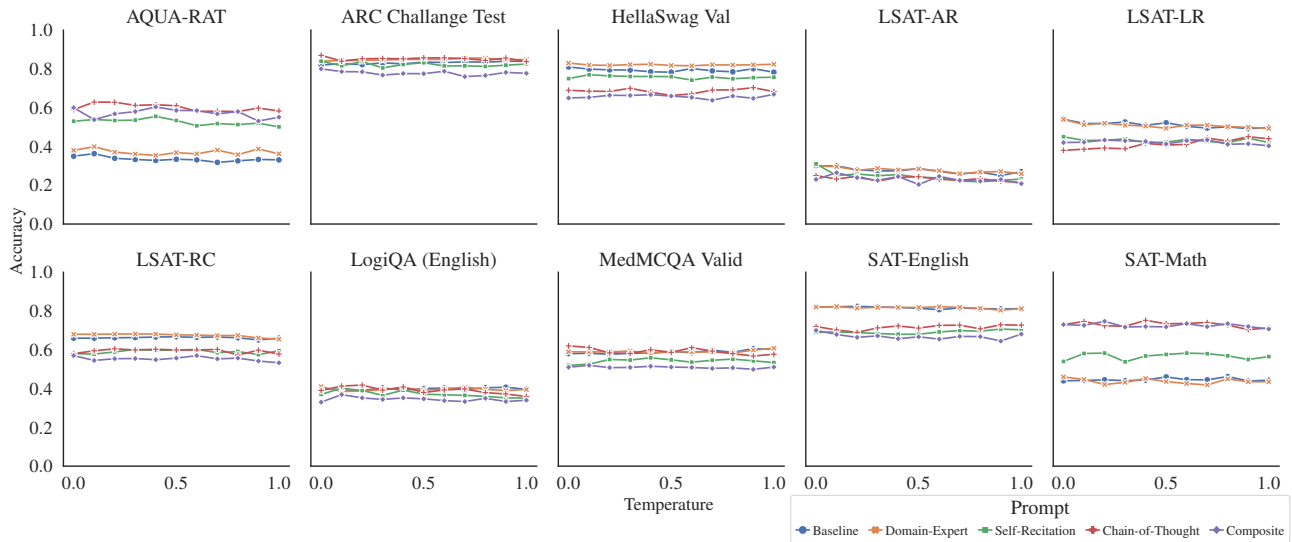 AQUA-RAT
ARC Challange Test
HellaSwag Val
LSAT-AR
LSAT-LR
1.0
0.8
0.6
0.4
0.2
0.0
Accuracy
LSAT-RC
LogiQA (English)
MedMCQA Valid
SAT-English
SAT-Math
1.0
0.8
0.6
0.4
0.2
0.0
0.0 0.5 1.0
0.0 0.5 1.0
0.0 0.5 1.0
0.0 0.5 1.0
0.0 0.5 1.0
Temperature
Prompt
Baseline Domain-Expert Self-Recitation Chain-of-Thought Composite